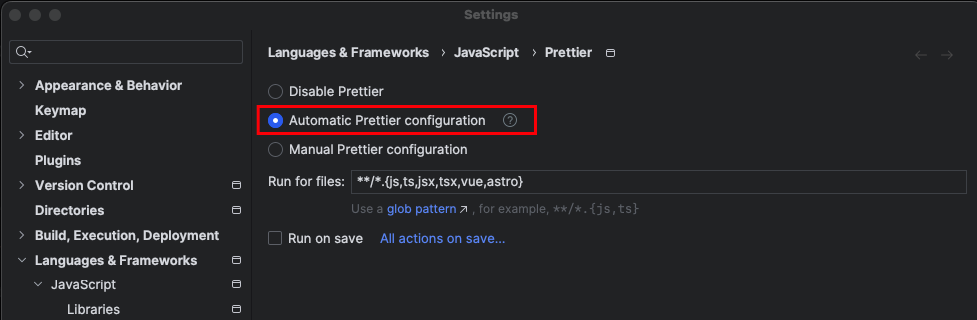 Settings
Appearance & Behavior
Keymap
Editor
Plugins
Version Control
Directories
Build, Execution, Deployment
Languages & Frameworks
JavaScript
Libraries
Languages & Frameworks › JavaScript › Prettier
Disable Prettier
Automatic Prettier configuration ?
Manual Prettier configuration
Run for files: **/*.{js,ts,jsx,tsx,vue,astro}
Use a glob pattern ↗ , for example, **/*.{js,ts}
Run on save All actions on save...